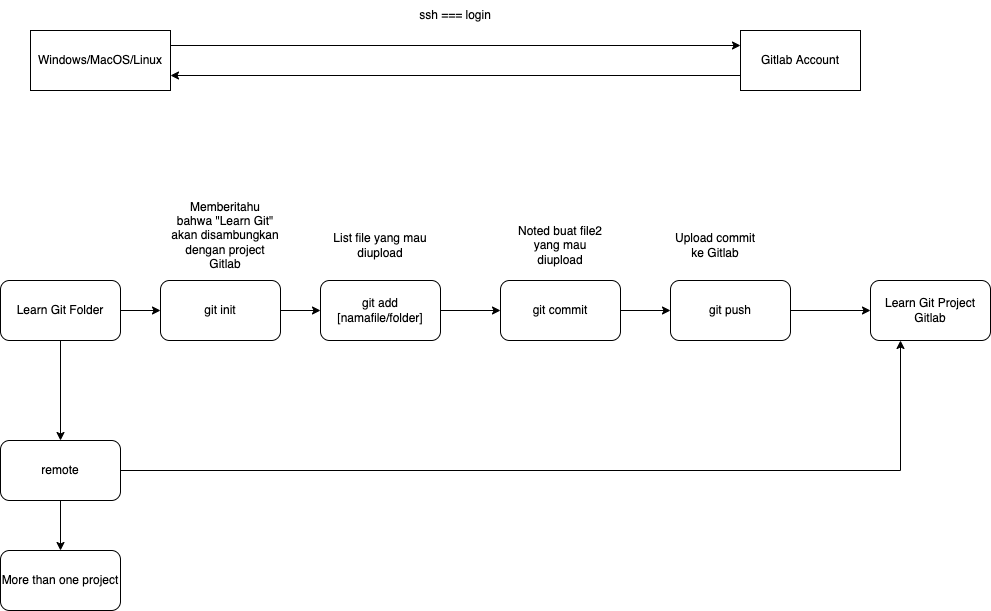 ssh === login
Windows/MacOS/Linux
Gitlab Account
Memberitahu
bahwa "Learn Git"
akan disambungkan
dengan project
Gitlab
List file yang mau
diupload
Noted buat file2
yang mau
diupload
Upload commit
ke Gitlab
Learn Git Folder
git init
git add
[namafile/folder]
git commit
git push
Learn Git Project
Gitlab
remote
More than one project